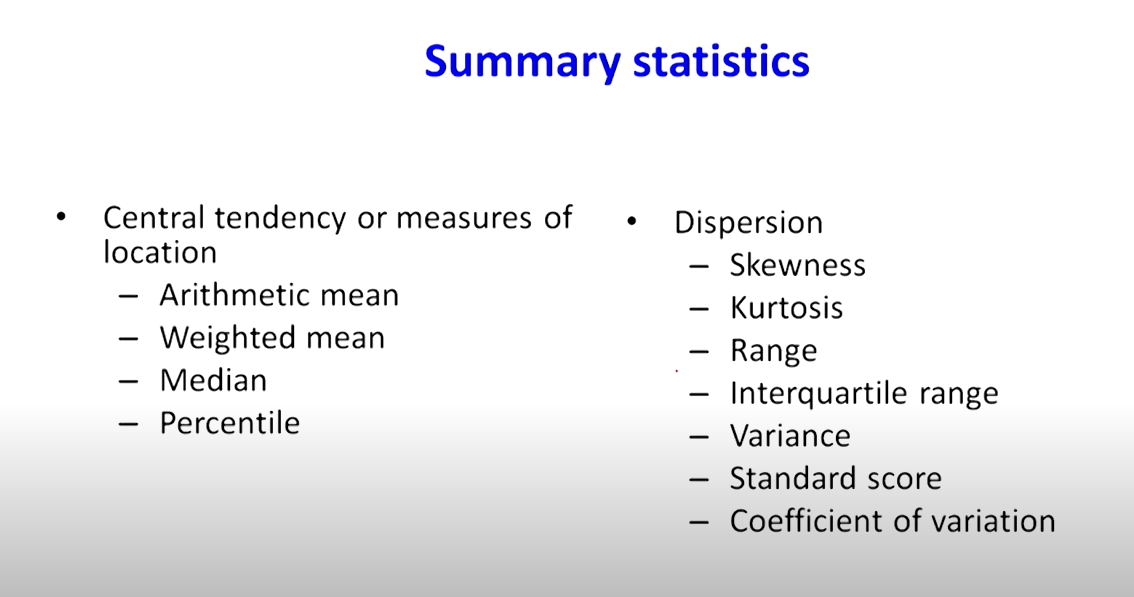 Summary statistics
• Central tendency or measures of
location
– Arithmetic mean
– Weighted mean
– Median
– Percentile
• Dispersion
– Skewness
– Kurtosis
– Range
– Interquartile range
– Variance
– Standard score
– Coefficient of variation